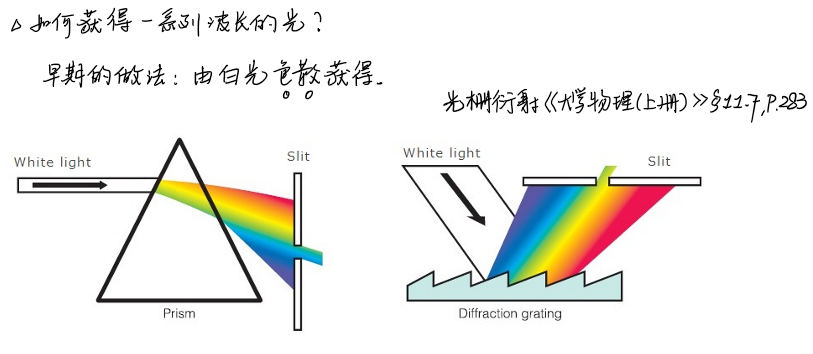 △ 如何获得一系列波长的光?
早期的做法：由白光色散获得.
光栅衍射《大学物理(上册)》§11.7,P.283
White light
Slit
Prism
White light
Slit
Diffraction grating